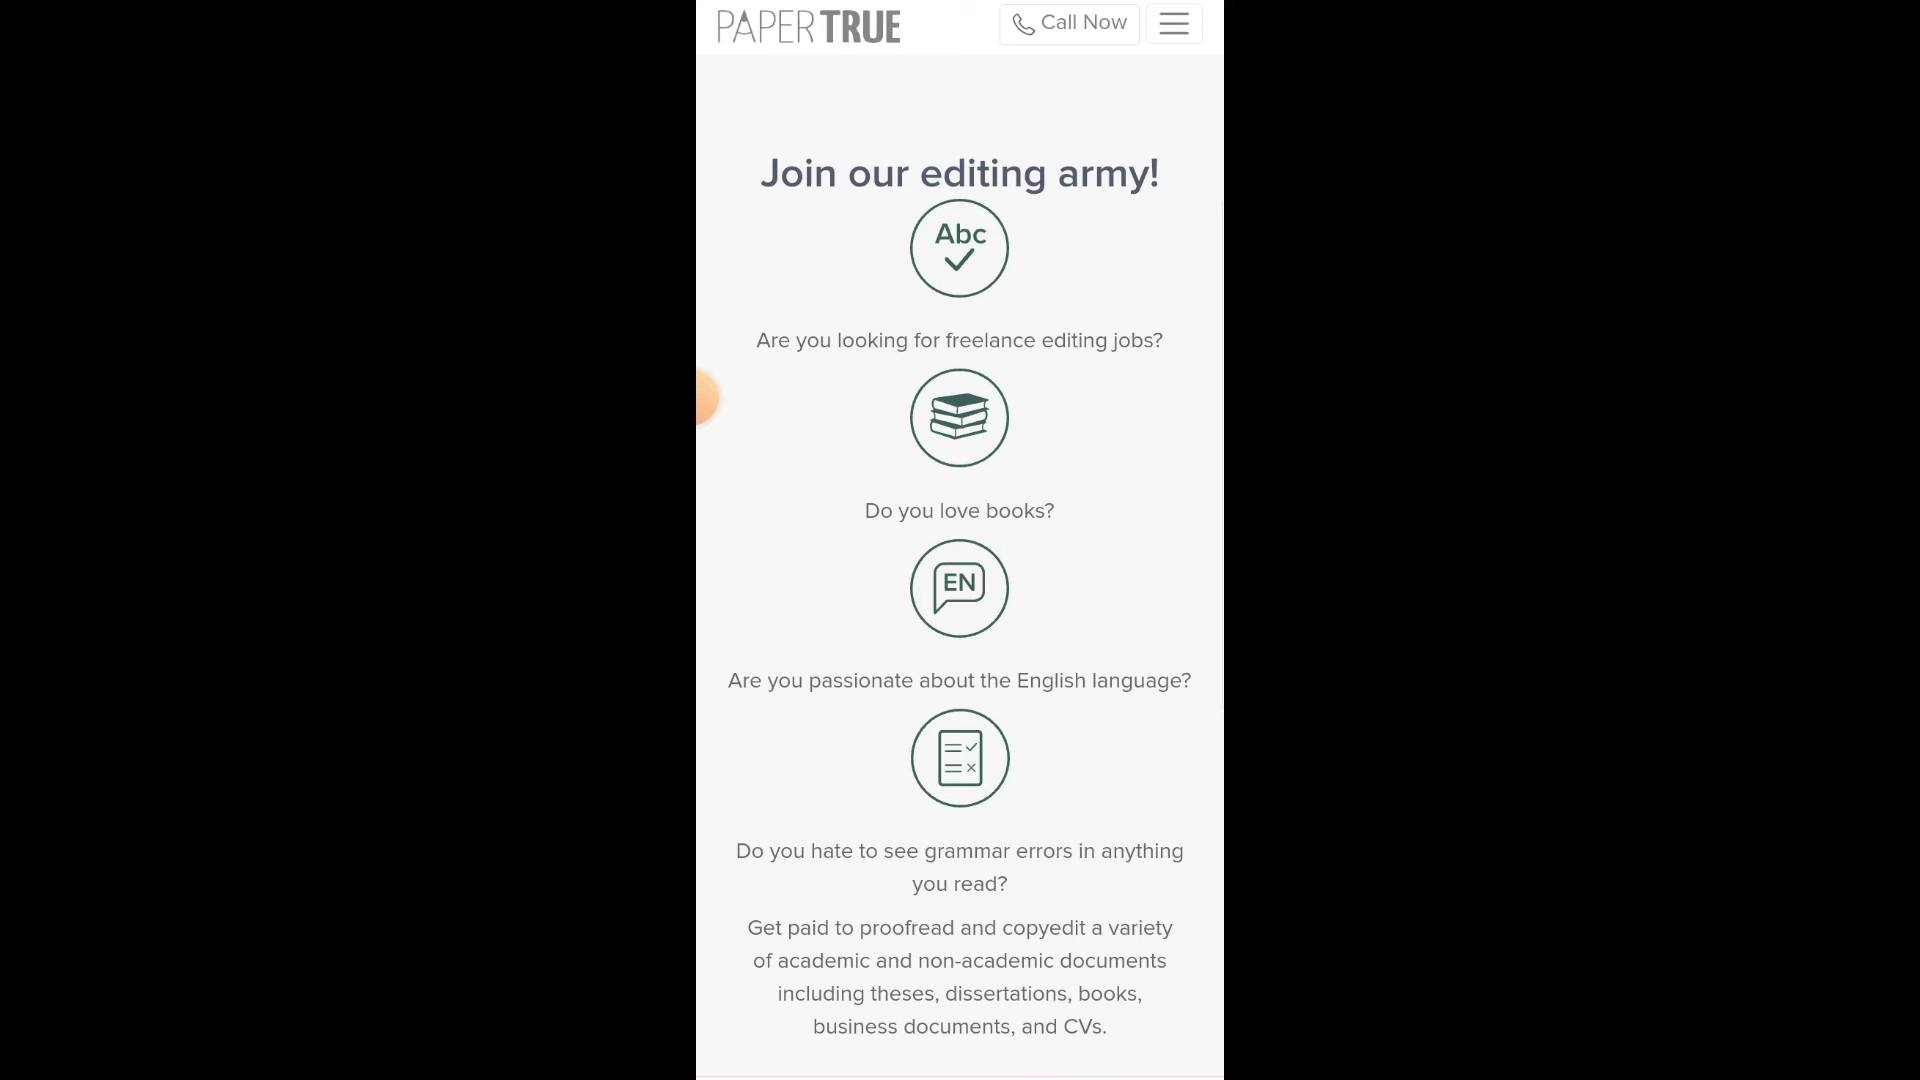 PAPERTRUE
Call Now
Join our editing army!
Abc
Are you looking for freelance editing jobs?
Do you love books?
EN
Are you passionate about the English language?
Do you hate to see grammar errors in anything
you read?
Get paid to proofread and copyedit a variety
of academic and non-academic documents
including theses, dissertations, books,
business documents, and CVs.